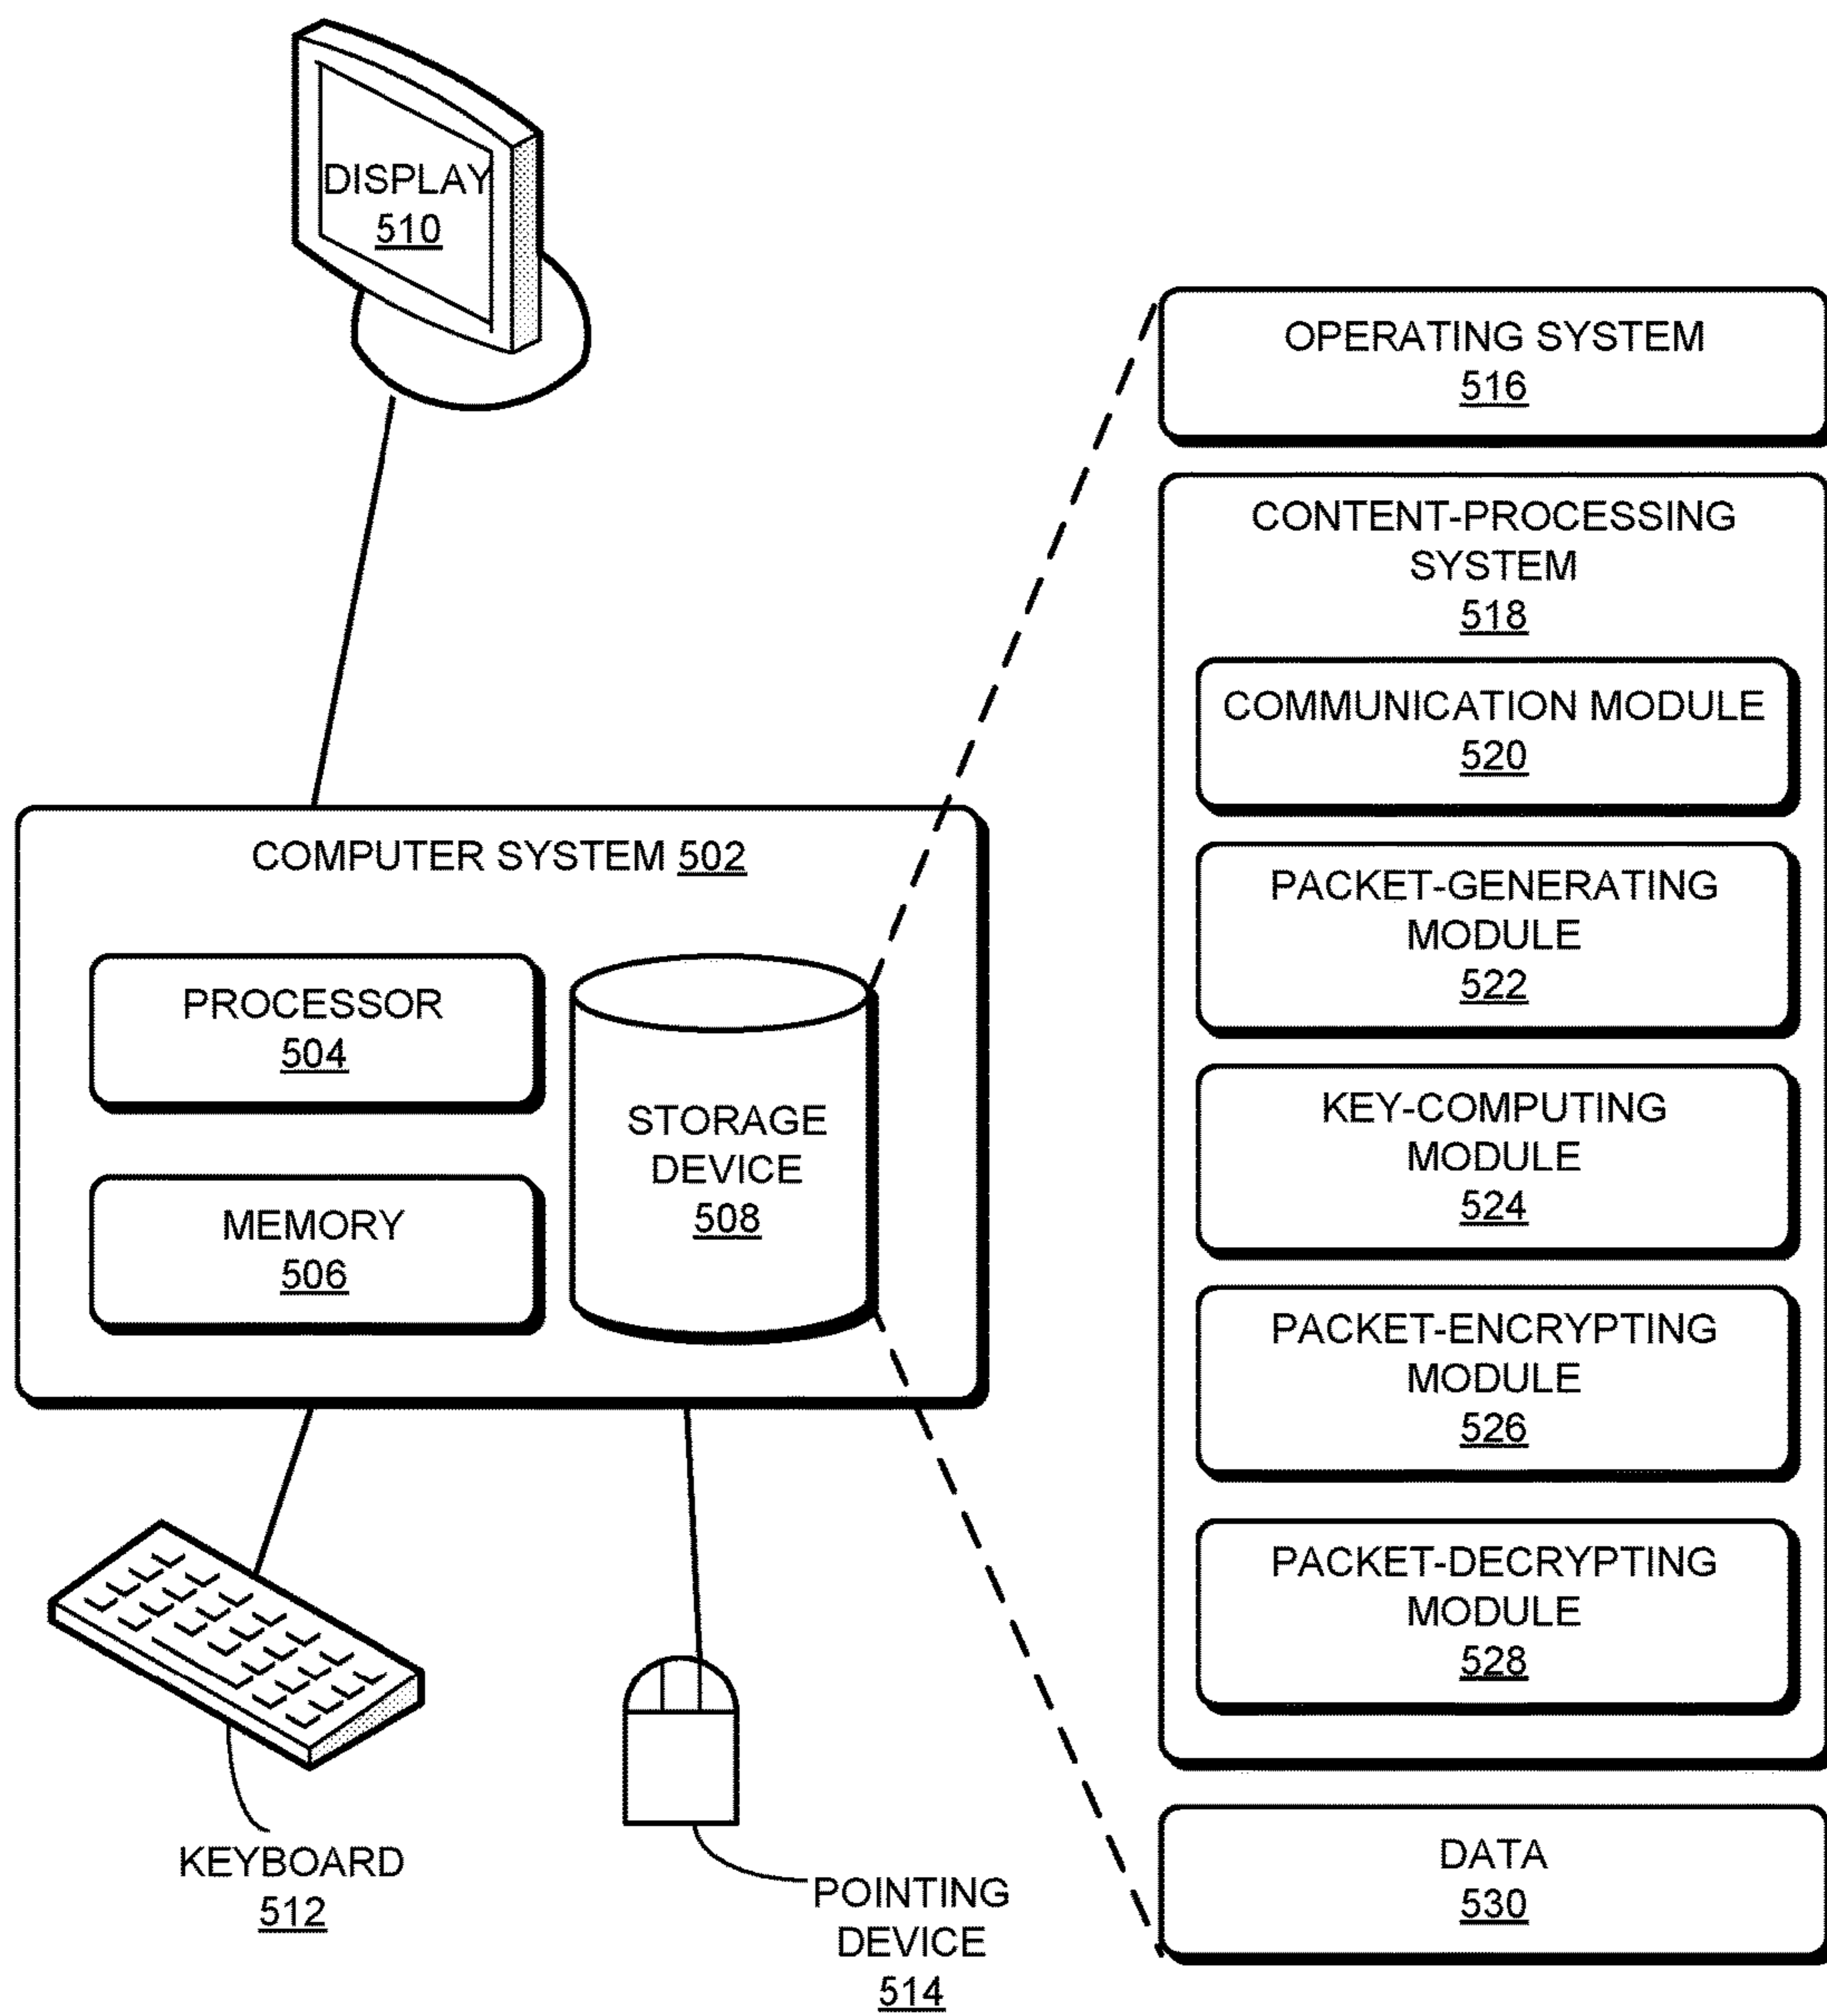 DISPLAY
510
COMPUTER SYSTEM 502
PROCESSOR
504
MEMORY
506
STORAGE
DEVICE
508
KEYBOARD
512
POINTING
DEVICE
514
OPERATING SYSTEM
516
CONTENT-PROCESSING
SYSTEM
518
COMMUNICATION MODULE
520
PACKET-GENERATING
MODULE
522
KEY-COMPUTING
MODULE
524
PACKET-ENCRYPTING
MODULE
526
PACKET-DECRYPTING
MODULE
528
DATA
530